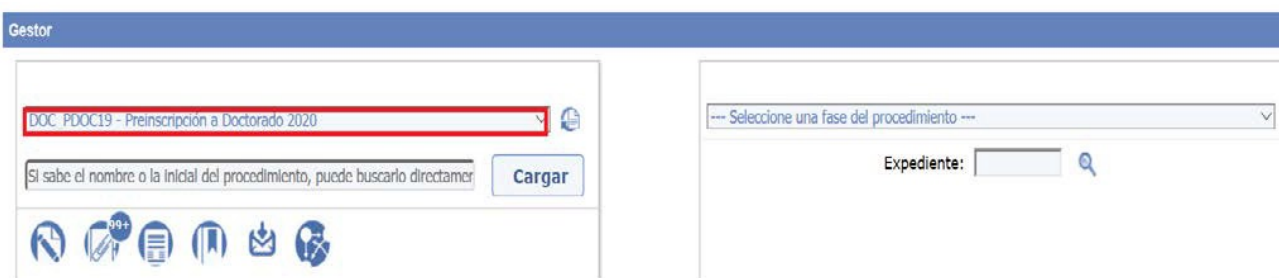 Gestor
DOC_PDOC19 - Preinscripción a Doctorado 2020
--- Seleccione una fase del procedimiento ---
Si sabe el nombre o la inicial del procedimiento, puede buscarlo directamer
Cargar
Expediente:
99+